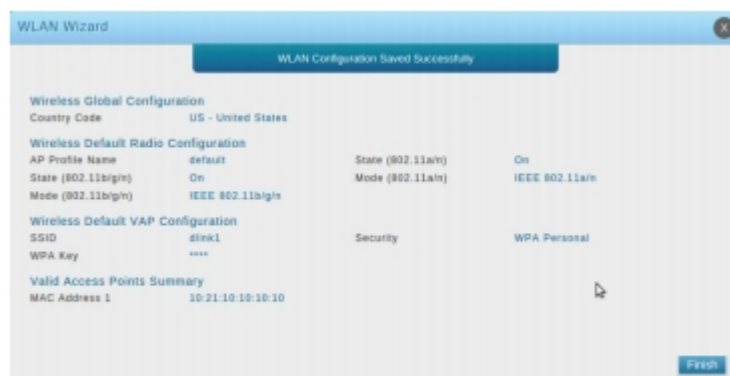 WLAN Wizard
X
WLAN Configuration Saved Successfully
Wireless Global Configuration
Country Code US - United States
Wireless Default Radio Configuration
AP Profile Name default State (802.11a/n) On
State (802.11b/g/n) On Mode (802.11a/n) IEEE 802.11a/n
Mode (802.11b/g/n) IEEE 802.11b/g/n
Wireless Default VAP Configuration
SSID dlink1 Security WPA Personal
WPA Key ****
Valid Access Points Summary
MAC Address 1 10:21:10:10:10:10
Finish